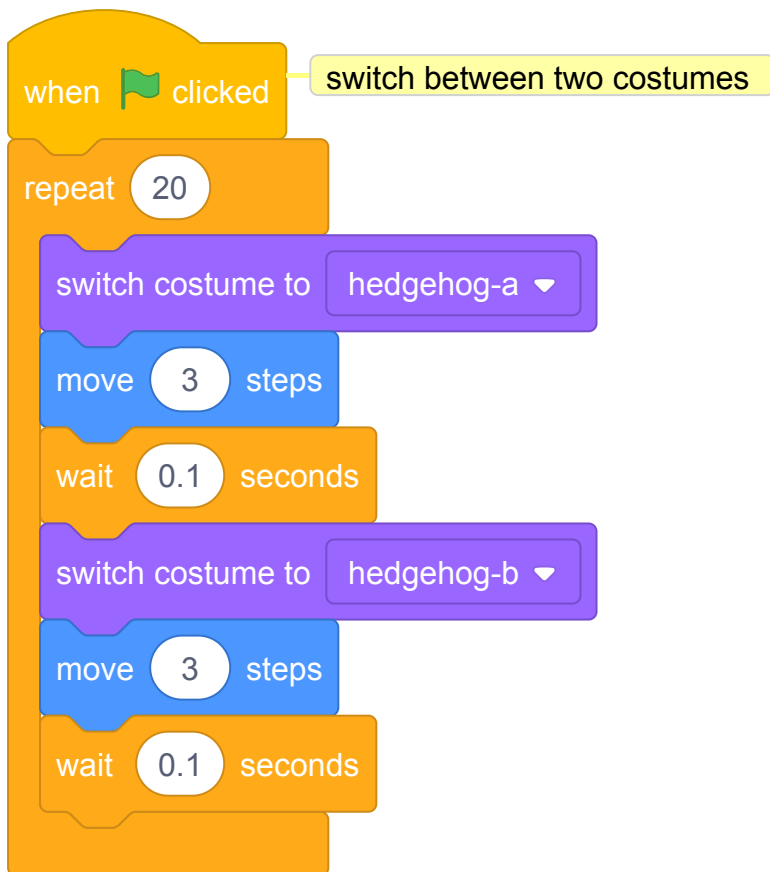 when clicked
switch between two costumes
repeat 20
switch costume to hedgehog-a
move 3 steps
wait 0.1 seconds
switch costume to hedgehog-b
move 3 steps
wait 0.1 seconds